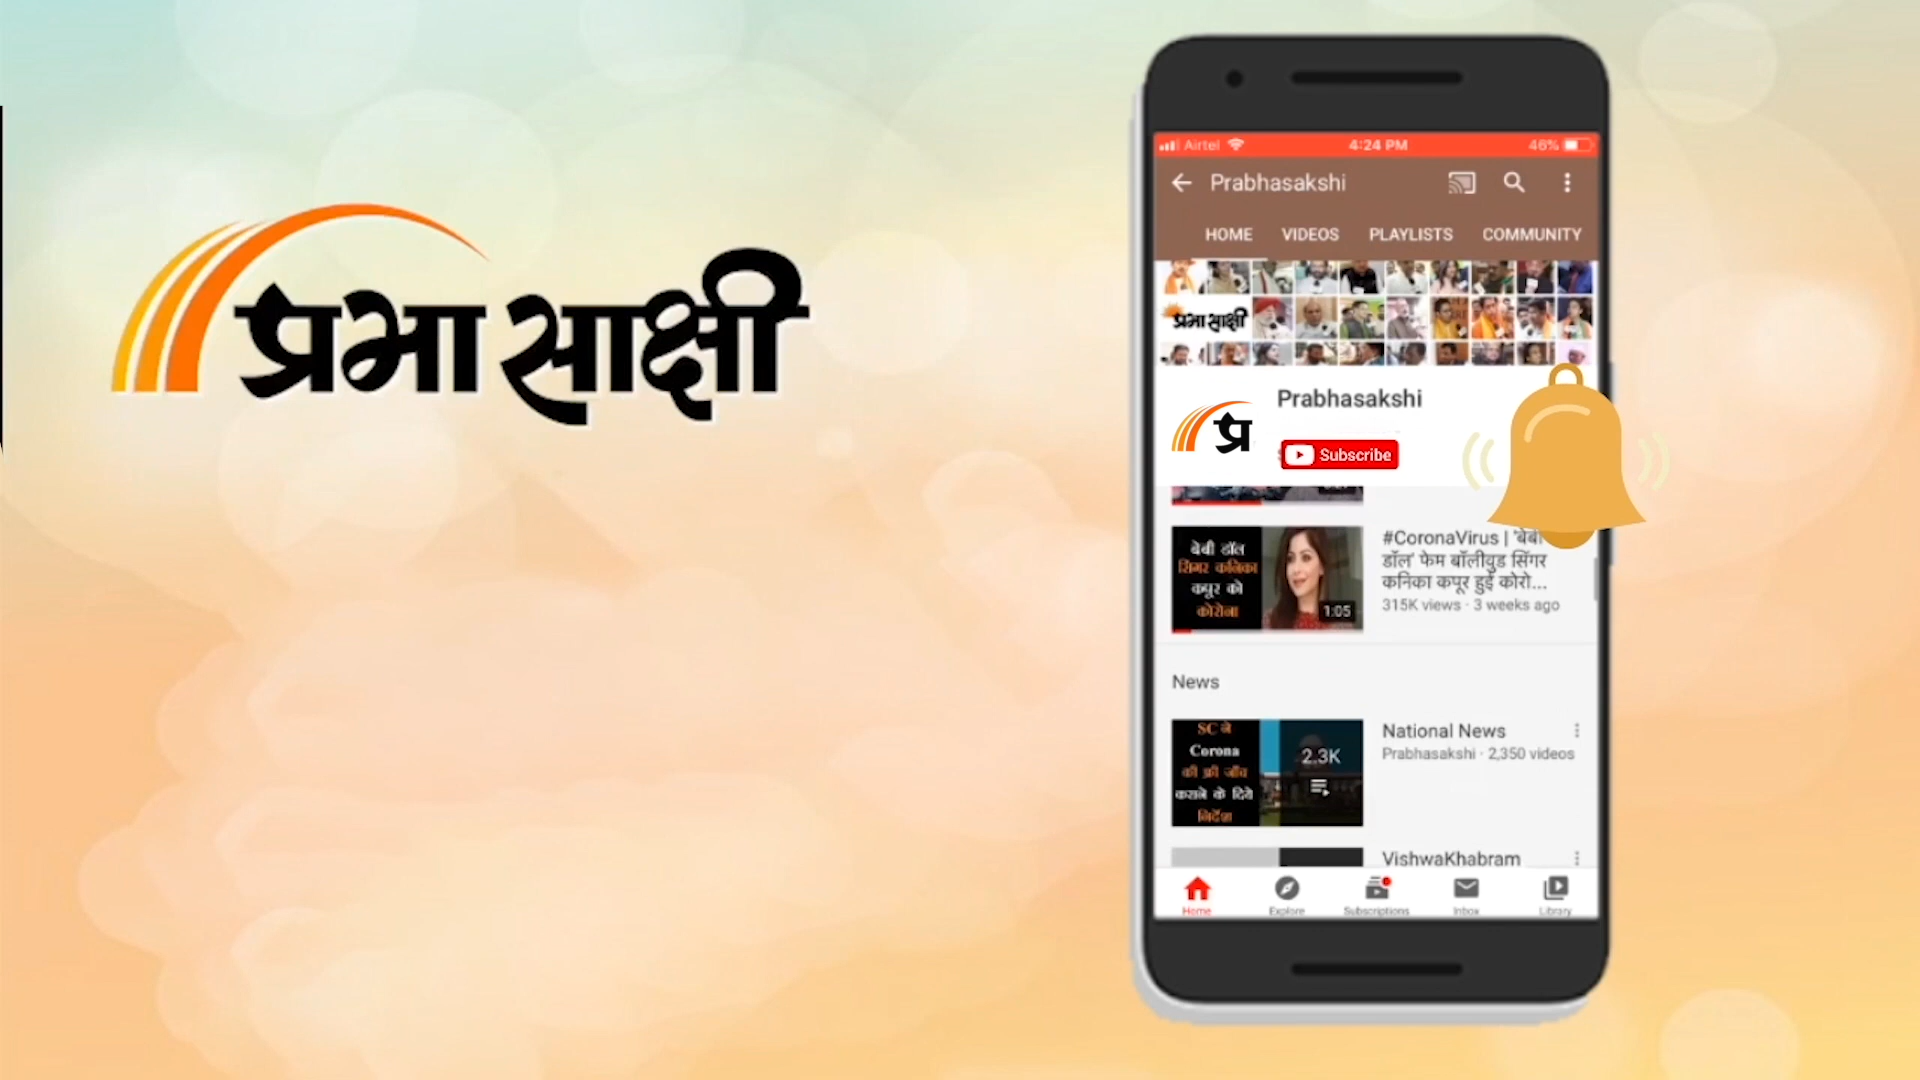 प्रभासाक्षी
Airtel 4:24 PM 46%
Prabhasakshi
HOME VIDEOS PLAYLISTS COMMUNITY
प्रभासाक्षी
Prabhasakshi
प्र
Subscribe
बेबी डॉल
सिंगर कनिका
कपूर को
कोरोना
1:05
#CoronaVirus | 'बेबी
डॉल' फेम बॉलीवुड सिंगर
कनिका कपूर हुईं कोरो...
315K views · 3 weeks ago
News
SC ने
Corona
की फ्री जाँच
कराने के दिये
निर्देश
2.3K
National News
Prabhasakshi · 2,350 videos
VishwaKhabram
Home Explore Subscriptions Inbox Library